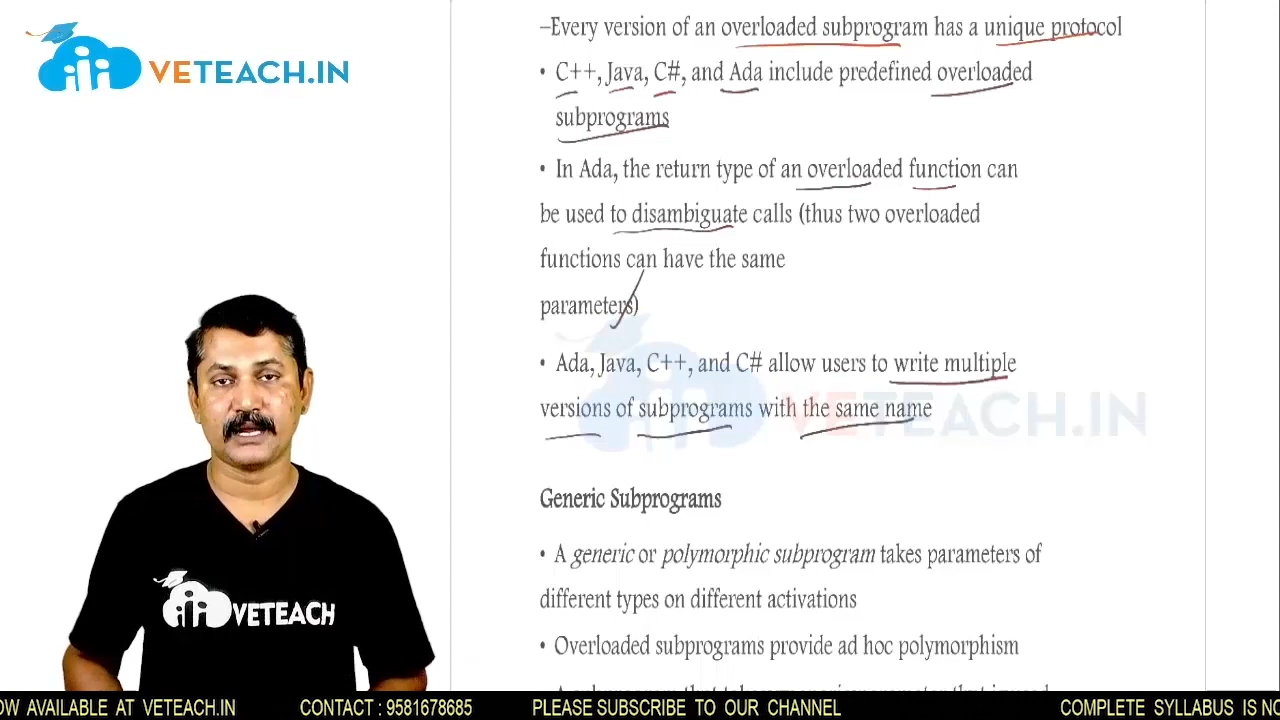 VETEACH.IN
–Every version of an overloaded subprogram has a unique protocol
• C++, Java, C#, and Ada include predefined overloaded
subprograms
• In Ada, the return type of an overloaded function can
be used to disambiguate calls (thus two overloaded
functions can have the same
parameters)
• Ada, Java, C++, and C# allow users to write multiple
versions of subprograms with the same name
VETEACH.IN
Generic Subprograms
• A generic or polymorphic subprogram takes parameters of
different types on different activations
• Overloaded subprograms provide ad hoc polymorphism
VETEACH
OW AVAILABLE AT VETEACH.IN CONTACT : 9581678685 PLEASE SUBSCRIBE TO OUR CHANNEL COMPLETE SYLLABUS IS NO